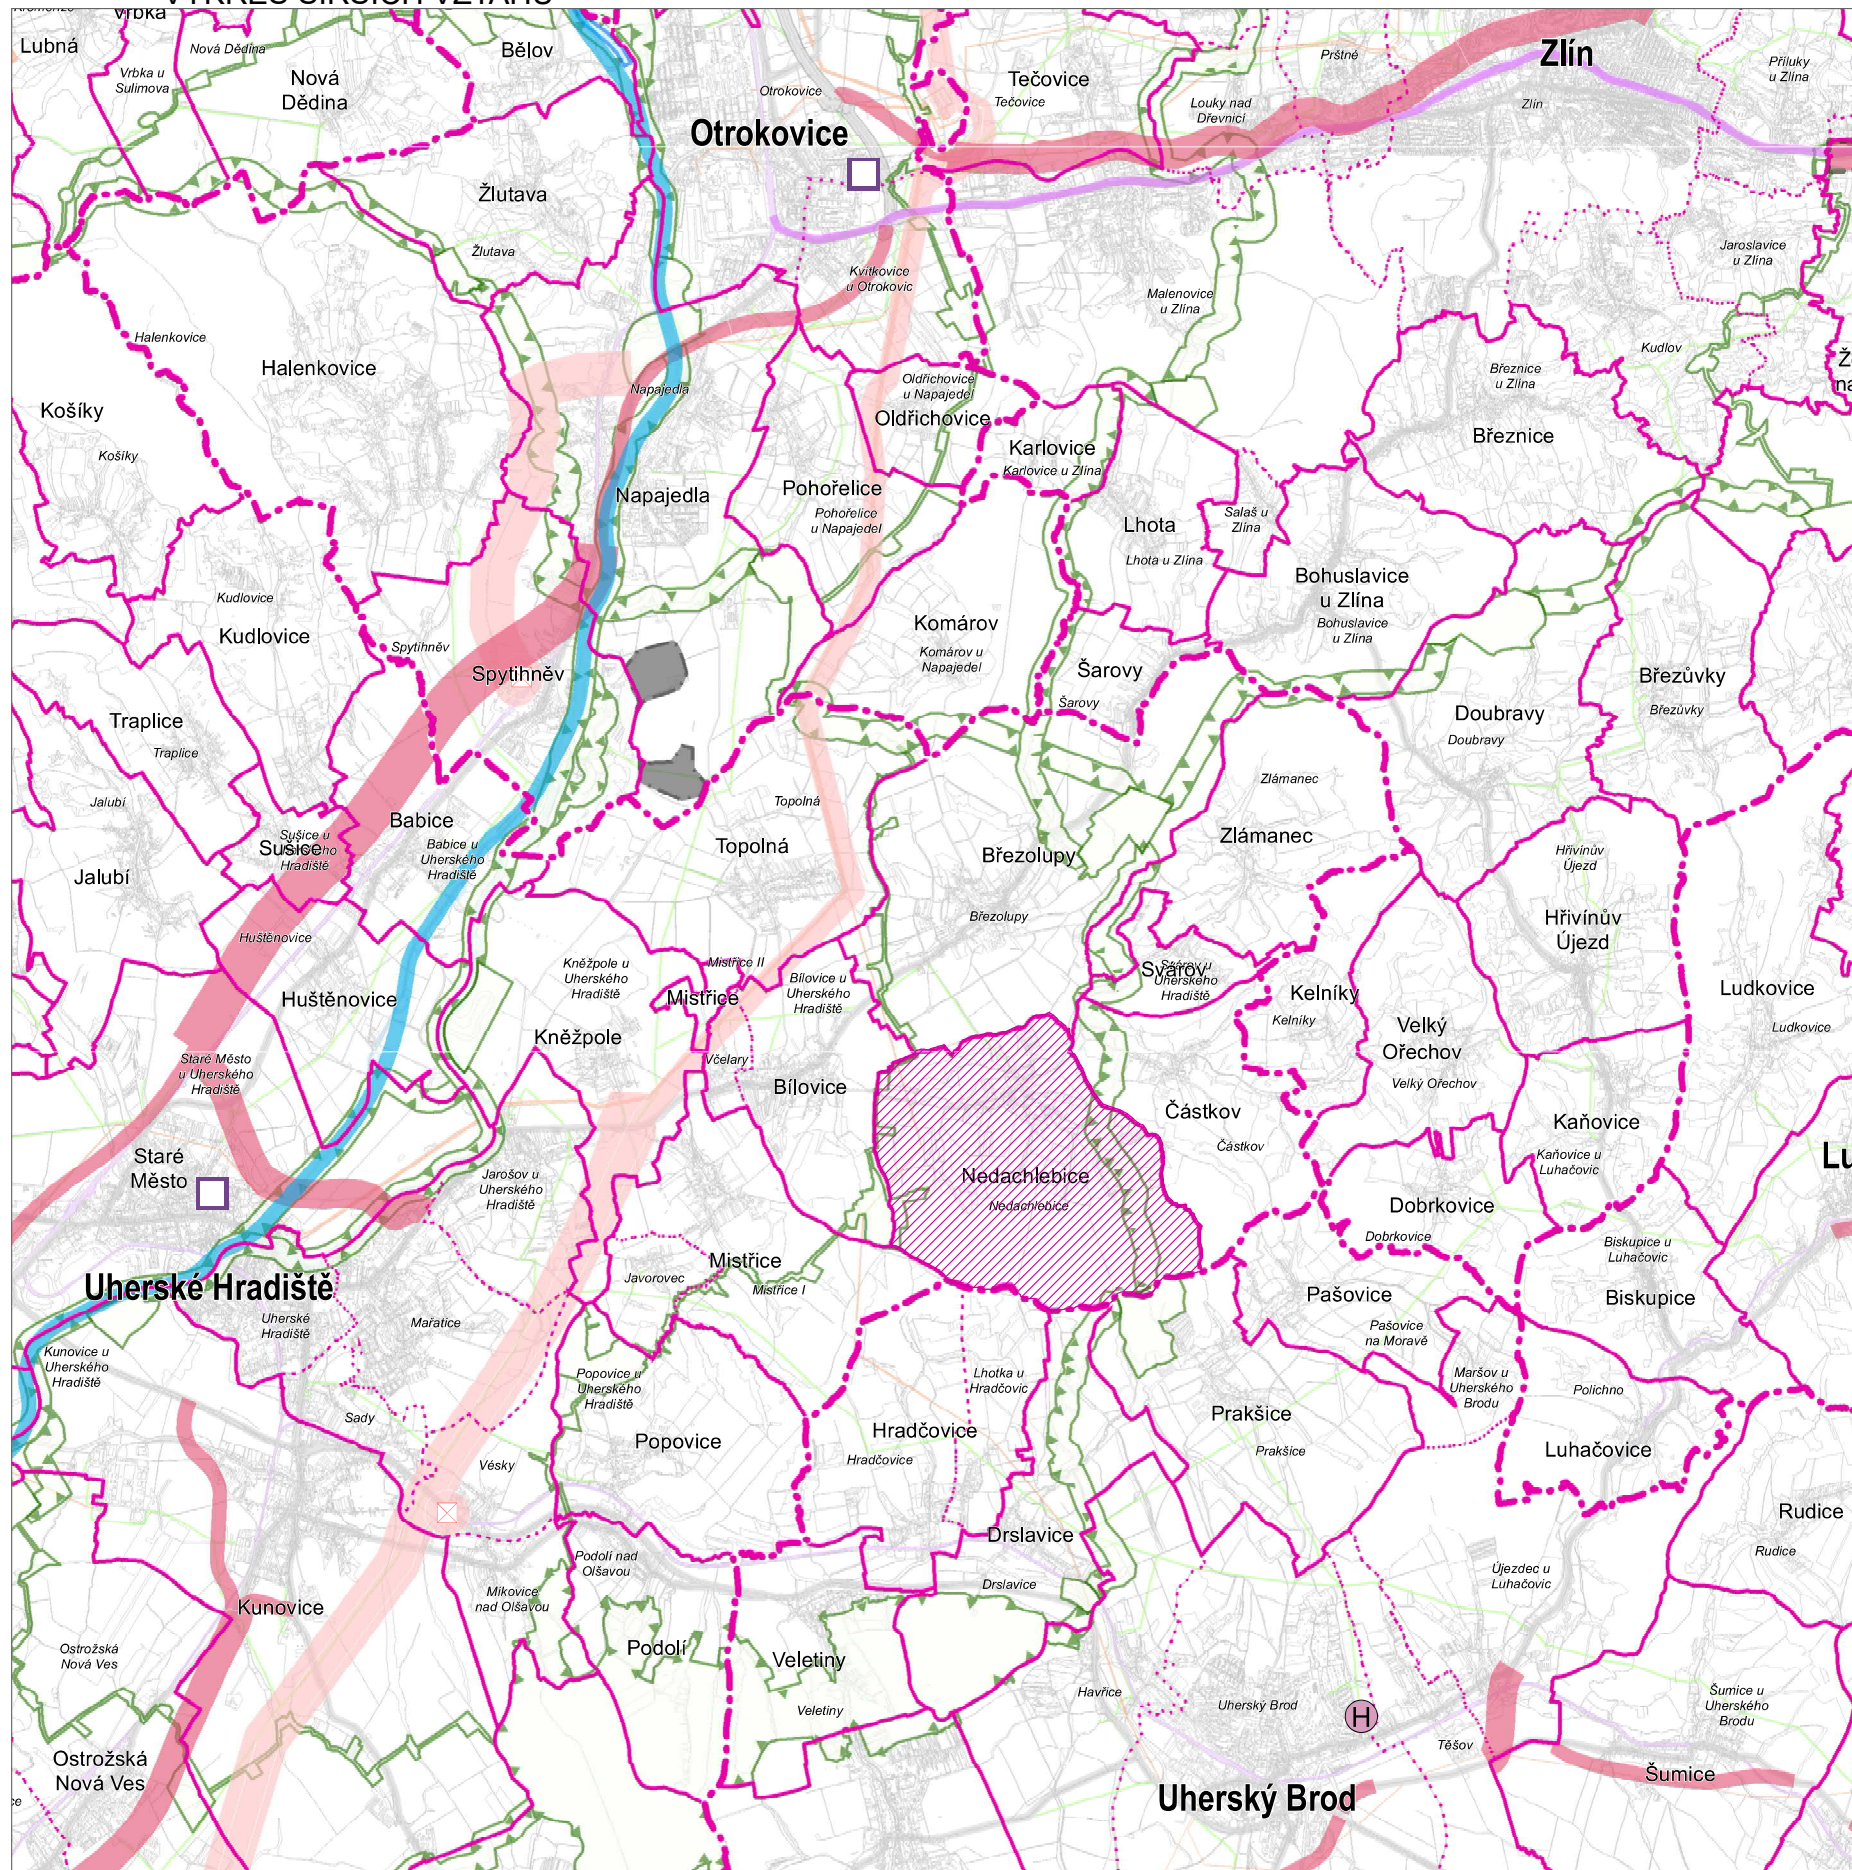 VÝKRES ŠIRŠÍCH VZTAHŮ
Vrbka
Lubná
Nová Dědina
Bělov
Zlín
Vrbka u
Sulimova
Nová
Dědina
Otrokovice
Tečovice
Tečovice
Prštné
Příluky
u Zlína
Louky nad
Dřevnicí
Zlín
Otrokovice
Žlutava
Žlutava
Kvítkovice
u Otrokovic
Malenovice
u Zlína
Jaroslavice
u Zlína
Halenkovice
Halenkovice
Kudlov
Březnice
u Zlína
Napajedla
Oldřichovice
u Napajedel
Oldřichovice
Košíky
Košíky
Karlovice
Karlovice u Zlína
Březnice
Napajedla
Pohořelice
Pohořelice
u Napajedel
Lhota
Lhota u Zlína
Salaš u
Zlína
Bohuslavice
u Zlína
Bohuslavice
u Zlína
Kudlovice
Kudlovice
Spytihněv
Spytihněv
Komárov
Komárov u
Napajedel
Šarovy
Šarovy
Březůvky
Březůvky
Traplice
Traplice
Doubravy
Doubravy
Zlámanec
Zlámanec
Jalubí
Jalubí
Babice
Babice u
Uherského
Hradiště
Sušice u
Sušice
Hradiště
Topolná
Topolná
Březolupy
Březolupy
Hřivínův
Újezd
Hřivínův
Újezd
Huštěnovice
Huštěnovice
Kněžpole u
Uherského
Hradiště
Kněžpole
Mistřice II
Mistřice
Bílovice u
Uherského
Hradiště
Svárov
Uherského
Hradiště
Kelníky
Kelníky
Velký
Ořechov
Velký Ořechov
Ludkovice
Ludkovice
Staré Město
u Uherského
Hradiště
Včelary
Bílovice
Částkov
Částkov
Kaňovice
Kaňovice u
Luhačovic
Lu
Staré
Město
Jarošov u
Uherského
Hradiště
Nedachlebice
Nedachlebice
Dobrkovice
Dobrkovice
Biskupice u
Luhačovic
Biskupice
Uherské Hradiště
Uherské
Hradiště
Mařatice
Javorovec
Mistřice
Mistřice I
Pašovice
Pašovice
na Moravě
Kunovice u
Uherského
Hradiště
Popovice u
Uherského
Hradiště
Lhotka u
Hradčovic
Maršov u
Uherského
Brodu
Polichno
Sady
Vésky
Popovice
Hradčovice
Hradčovice
Prakšice
Prakšice
Luhačovice
Rudice
Rudice
Drslavice
Drslavice
Podolí nad
Olšavou
Míkovice
nad Olšavou
Újezdec u
Luhačovic
Kunovice
Ostrožská
Nová Ves
Podolí
Veletiny
Veletiny
Havřice
Uherský Brod
H
Těšov
Šumice u
Uherského
Brodu
Ostrožská
Nová Ves
Šumice
Uherský Brod